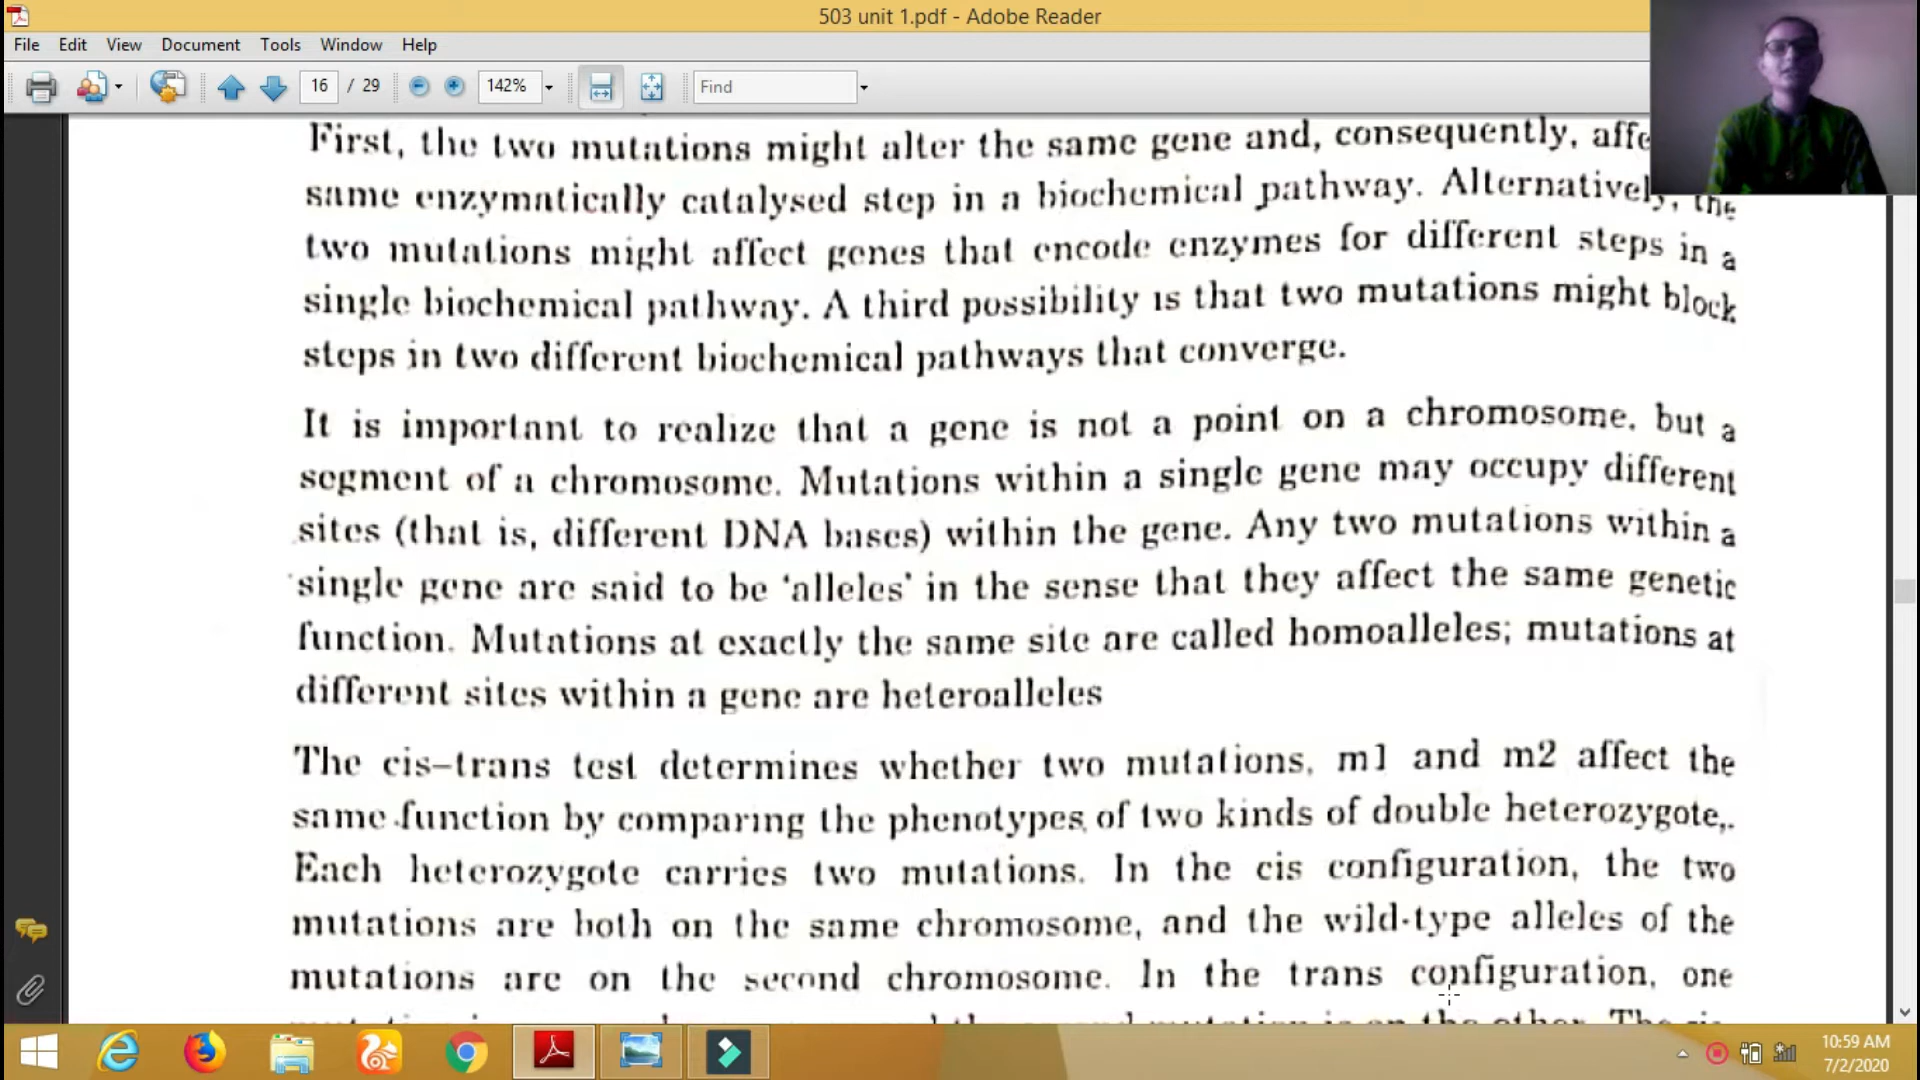 503 unit 1.pdf - Adobe Reader
File Edit View Document Tools Window Help
16 / 29 142% Find
First, the two mutations might alter the same gene and, consequently,
same enzymatically catalysed step in a biochemical pathway. Alternatively, the
two mutations might affect genes that encode enzymes for different steps in a
single biochemical pathway. A third possibility is that two mutations might block
steps in two different biochemical pathways that converge.
It is important to realize that a gene is not a point on a chromosome, but a
segment of a chromosome. Mutations within a single gene may occupy different
sites (that is, different DNA bases) within the gene. Any two mutations within a
single gene are said to be ‘alleles’ in the sense that they affect the same genetic
function. Mutations at exactly the same site are called homoalleles; mutations at
different sites within a gene are heteroalleles
The cis–trans test determines whether two mutations, m1 and m2 affect the
same function by comparing the phenotypes of two kinds of double heterozygote,.
Each heterozygote carries two mutations. In the cis configuration, the two
mutations are both on the same chromosome, and the wild-type alleles of the
mutations are on the second chromosome. In the trans configuration, one
10:59 AM
7/2/2020